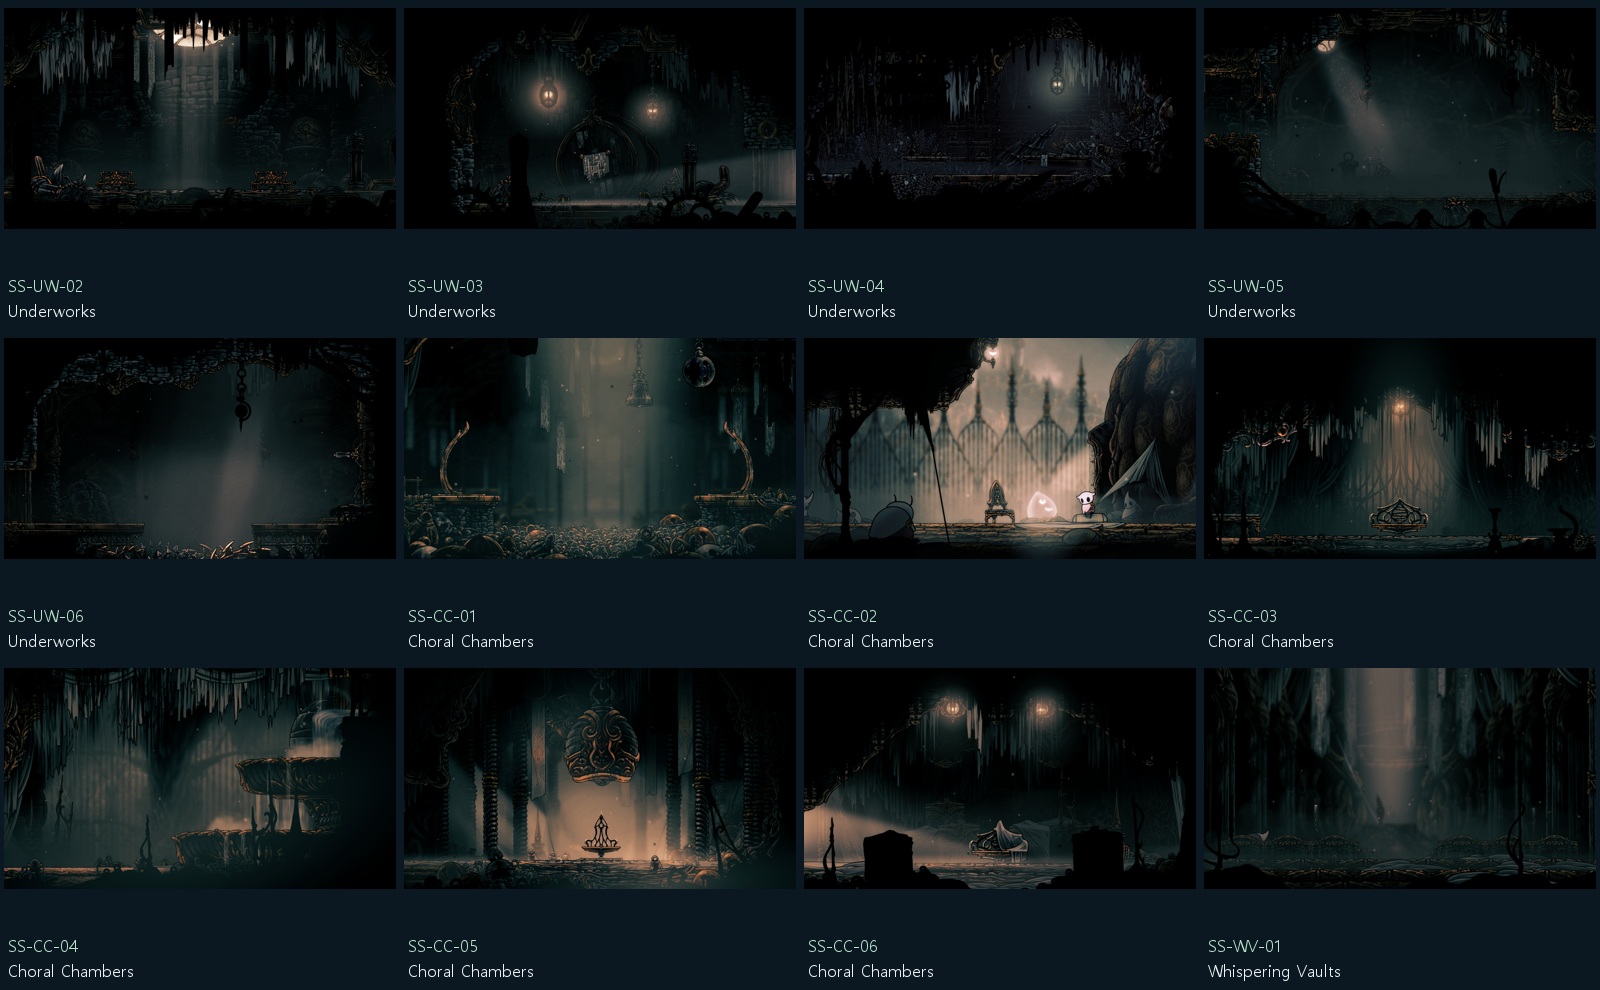 SS-UW-02
Underworks
SS-UW-03
Underworks
SS-UW-04
Underworks
SS-UW-05
Underworks
SS-UW-06
Underworks
SS-CC-01
Choral Chambers
SS-CC-02
Choral Chambers
SS-CC-03
Choral Chambers
SS-CC-04
Choral Chambers
SS-CC-05
Choral Chambers
SS-CC-06
Choral Chambers
SS-WV-01
Whispering Vaults